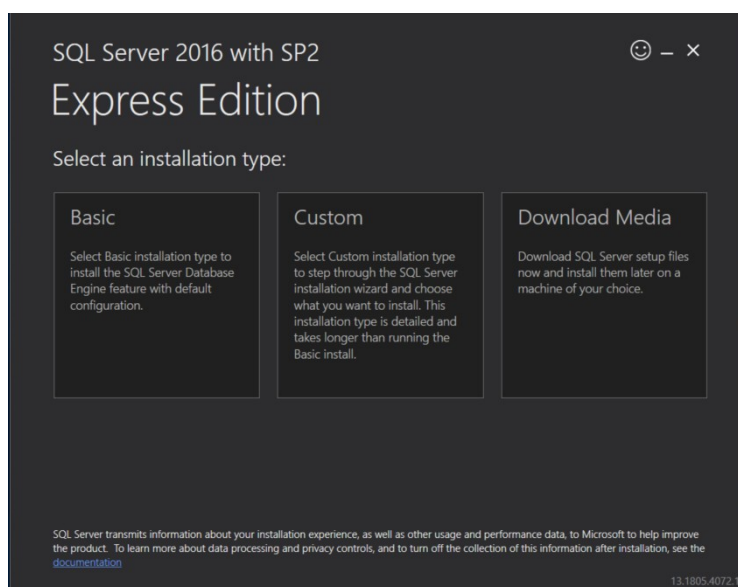 SQL Server 2016 with SP2
Express Edition
Select an installation type:
Basic
Select Basic installation type to
install the SQL Server Database
Engine feature with default
configuration.
Custom
Select Custom installation type
to step through the SQL Server
installation wizard and choose
what you want to install. This
installation type is detailed and
takes longer than running the
Basic install.
Download Media
Download SQL Server setup files
now and install them later on a
machine of your choice.
SQL Server transmits information about your installation experience, as well as other usage and performance data, to Microsoft to help improve
the product. To learn more about data processing and privacy controls, and to turn off the collection of this information after installation, see the
documentation
13.1805.4072.